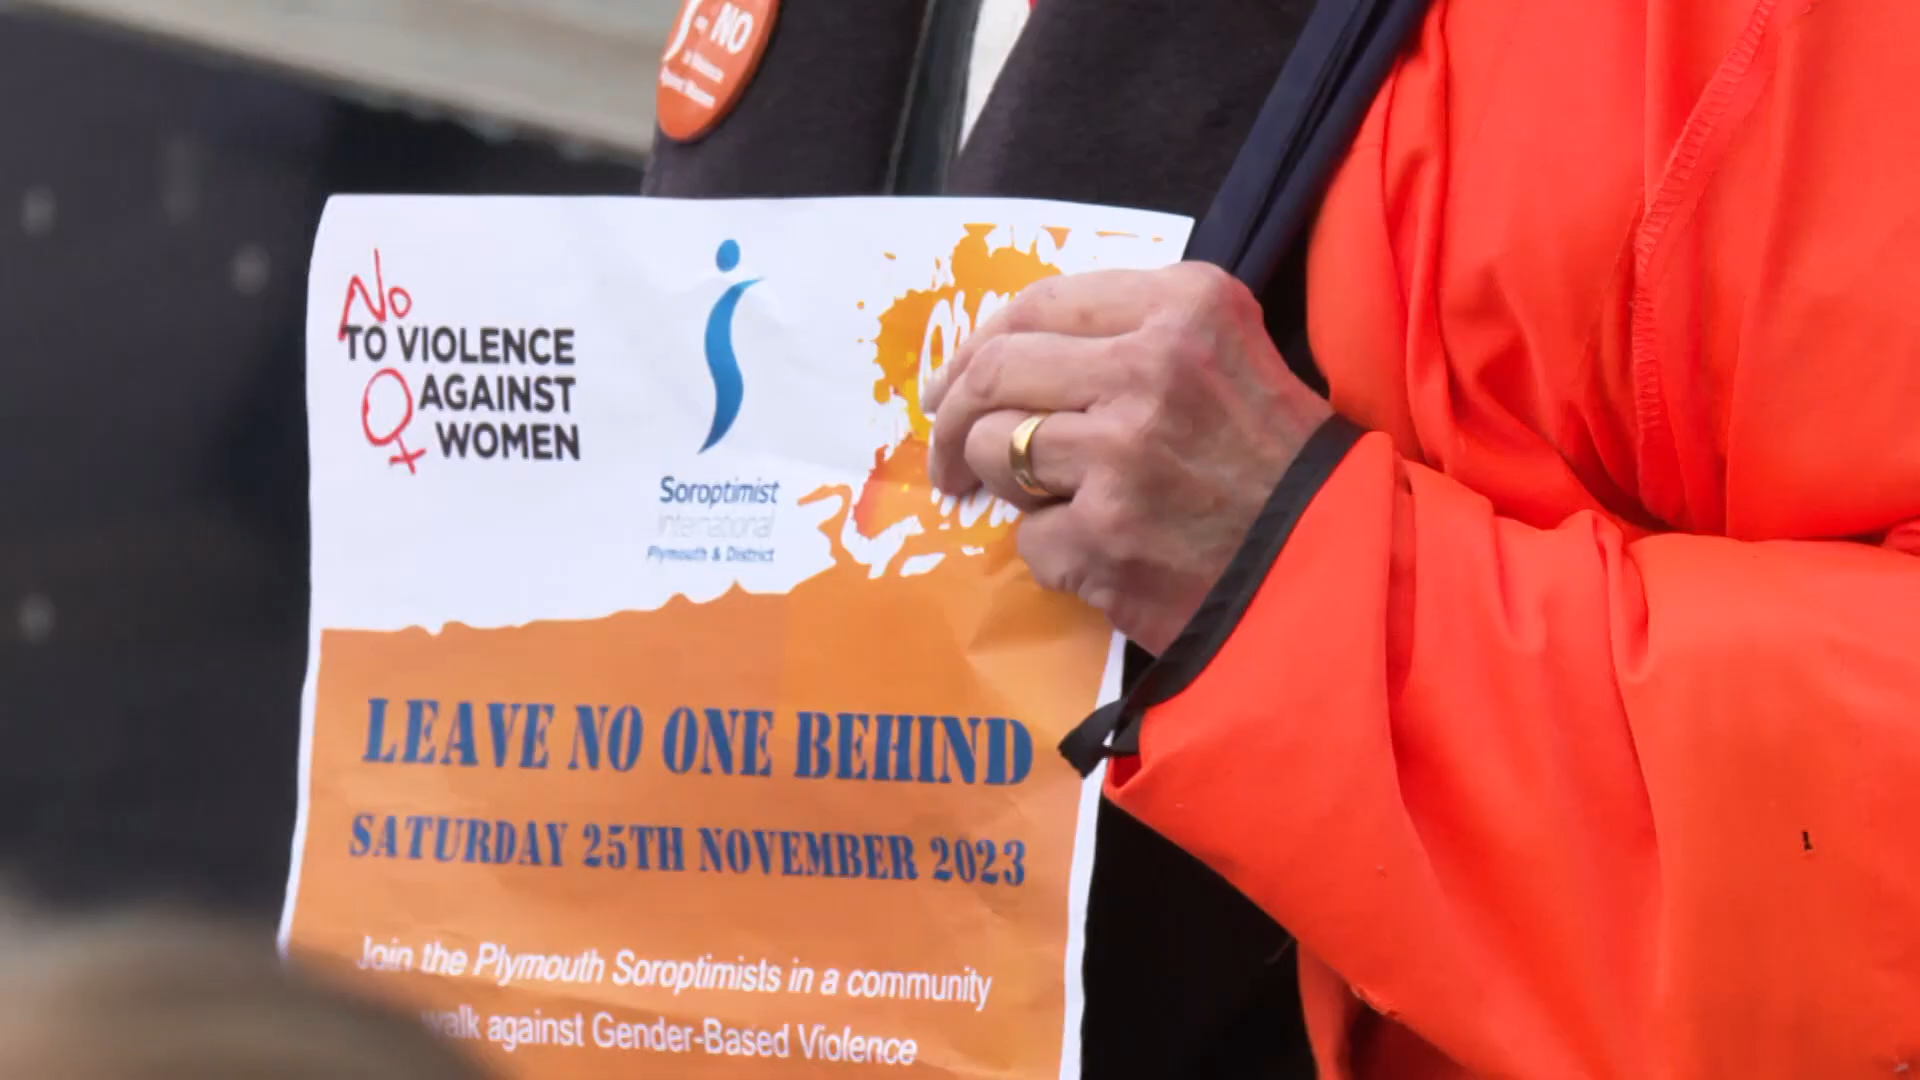 - NO
No
TO VIOLENCE
AGAINST
WOMEN
Soroptimist
International
Plymouth & District
LEAVE NO ONE BEHIND
SATURDAY 25TH NOVEMBER 2023
Join the Plymouth Soroptimists in a community
walk against Gender-Based Violence